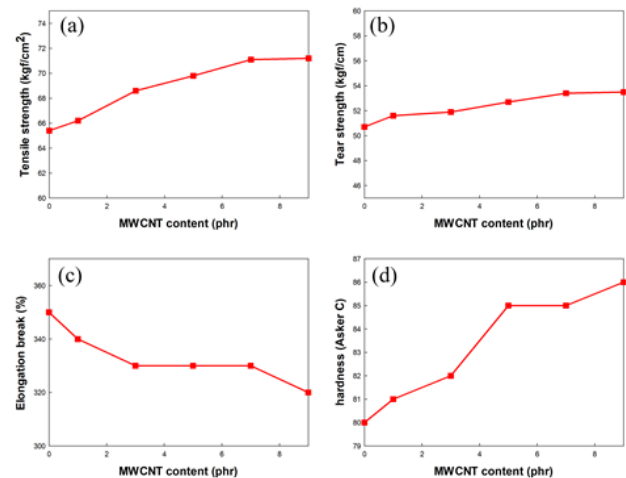 (a)
Tensile strength (kgf/cm²)
74
72
70
68
66
64
62
60
0 2 4 6 8
MWCNT content (phr)
(b)
Tear strength (kgf/cm)
60
58
56
54
52
50
48
46
0 2 4 6 8
MWCNT content (phr)
(c)
Elongation break (%)
360
340
320
300
0 2 4 6 8
MWCNT content (phr)
(d)
hardness (Asker C)
87
86
85
84
83
82
81
80
79
0 2 4 6 8
MWCNT content (phr)